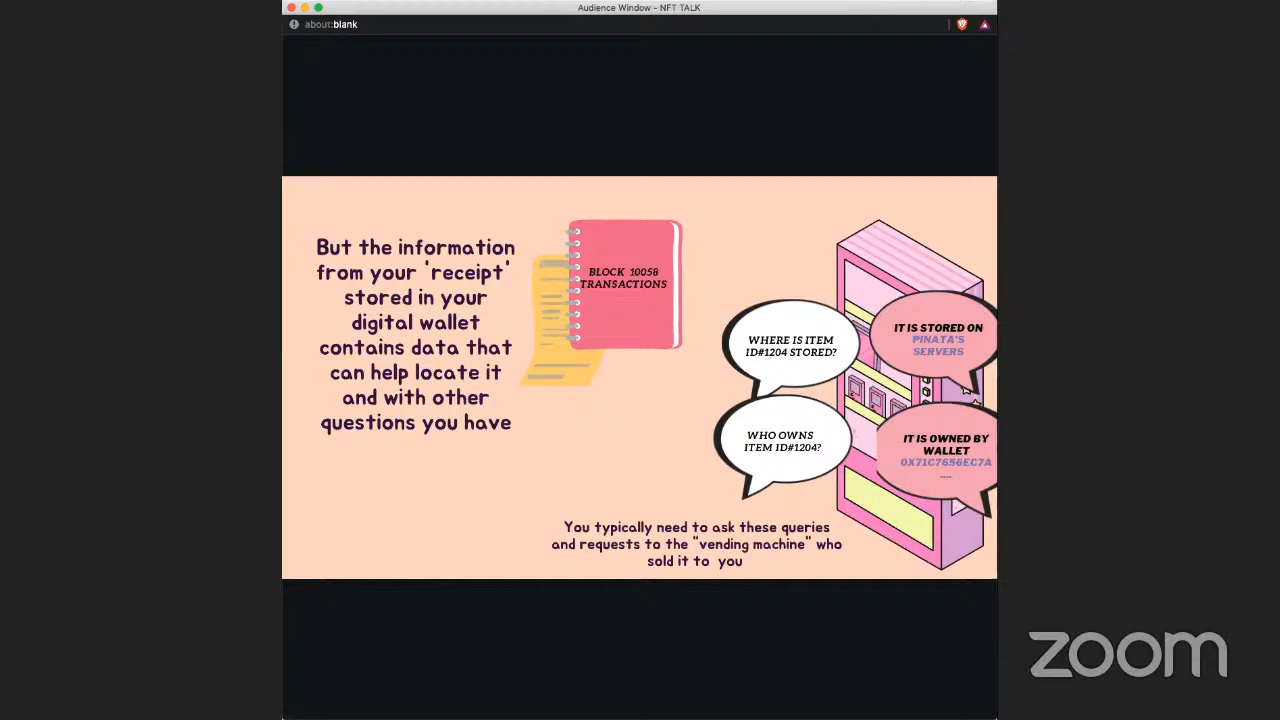 Audience Window - NFT TALK
about:blank
But the information
from your 'receipt'
stored in your
digital wallet
contains data that
can help locate it
and with other
questions you have
BLOCK 10058
TRANSACTIONS
WHERE IS ITEM
ID#1204 STORED?
IT IS STORED ON
PINATA'S
SERVERS
WHO OWNS
ITEM ID#1204?
IT IS OWNED BY
WALLET
0X71C7656EC7A
....
You typically need to ask these queries
and requests to the "vending machine" who
sold it to you
zoom